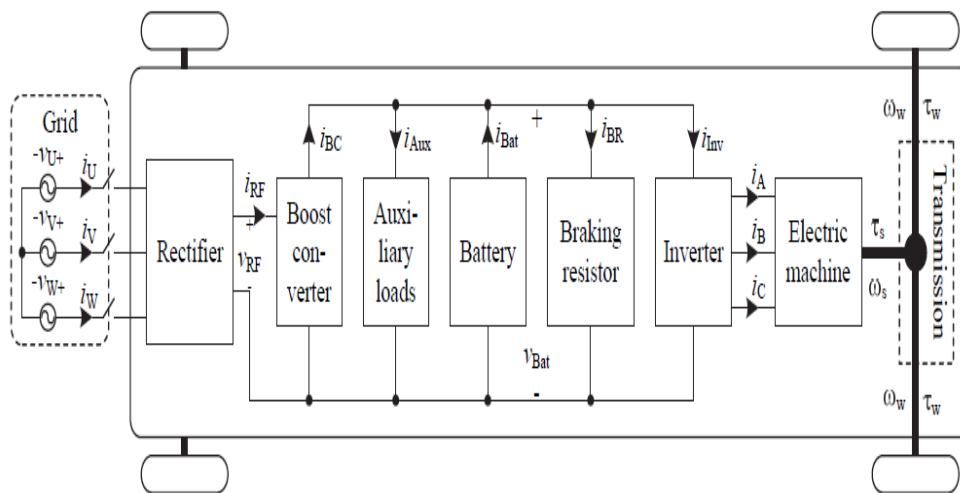 Grid
-vU+
iU
-vV+
iV
-vW+
iW
Rectifier
iRF
+
vRF
-
Boost
con-
verter
iBC
Auxi-
liary
loads
iAux
Battery
iBat
+
vBat
-
Braking
resistor
iBR
Inverter
iInv
iA
iB
iC
Electric
machine
τs
ωs
ωw τw
Transmission
ωw τw